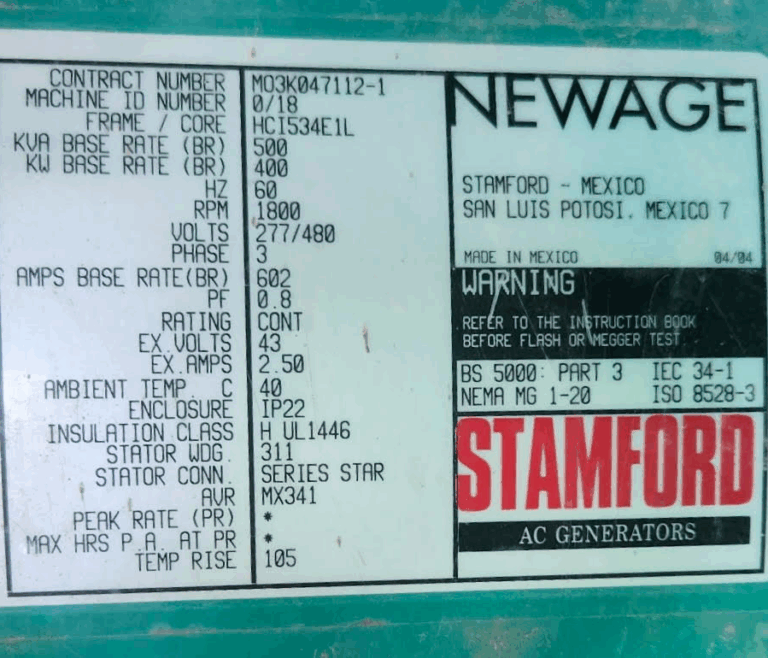 CONTRACT NUMBER M03K047112-1
MACHINE ID NUMBER 0/18
FRAME / CORE HCI534E1L
KVA BASE RATE (BR) 500
KW BASE RATE (BR) 400
HZ 60
RPM 1800
VOLTS 277/480
PHASE 3
AMPS BASE RATE(BR) 602
PF 0.8
RATING CONT
EX.VOLTS 43
EX.AMPS 2.50
AMBIENT TEMP. C 40
ENCLOSURE IP22
INSULATION CLASS H UL1446
STATOR WDG. 311
STATOR CONN. SERIES STAR
AVR MX341
PEAK RATE (PR) *
MAX HRS P.A. AT PR *
TEMP RISE 105
NEWAGE
STAMFORD - MEXICO
SAN LUIS POTOSI. MEXICO 7
MADE IN MEXICO 04/04
WARNING
REFER TO THE INSTRUCTION BOOK
BEFORE FLASH OR MEGGER TEST
BS 5000: PART 3 IEC 34-1
NEMA MG 1-20 ISO 8528-3
STAMFORD
AC GENERATORS